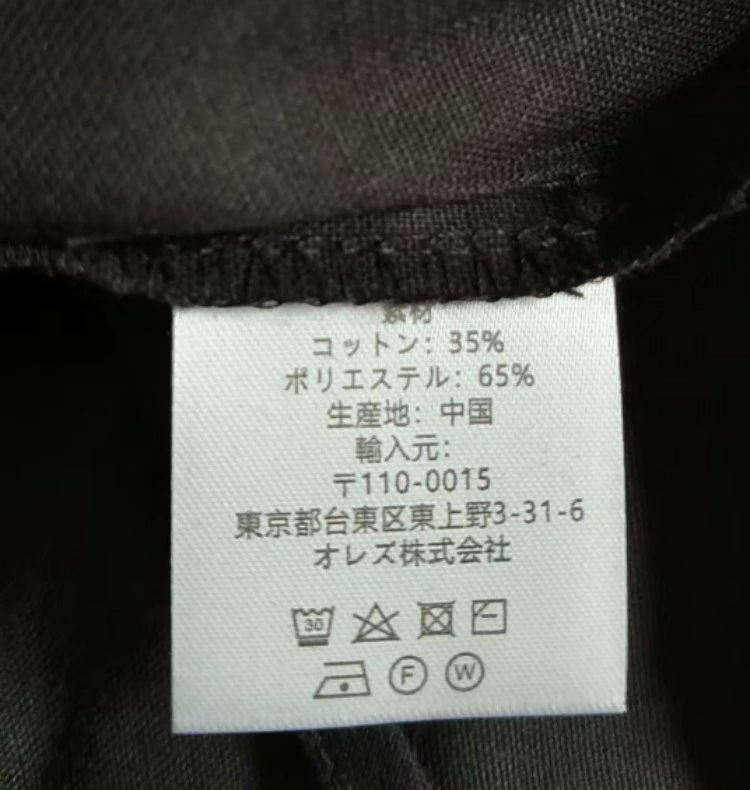 素材
コットン: 35%
ポリエステル: 65%
生産地: 中国
輸入元:
〒110-0015
東京都台東区東上野3-31-6
オレズ株式会社
30
F W